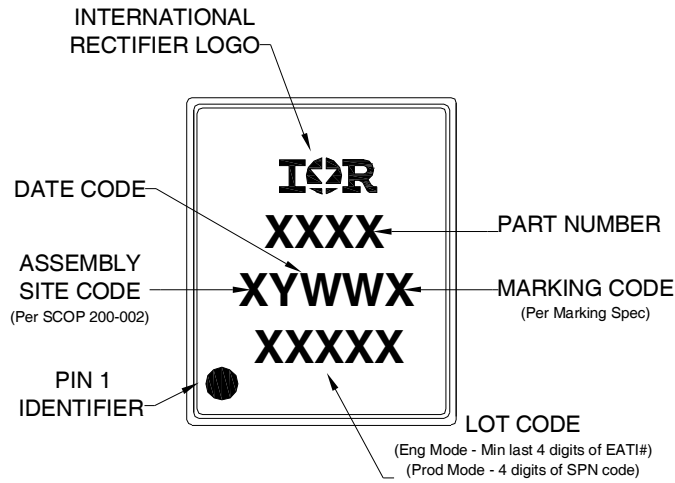 INTERNATIONAL
RECTIFIER LOGO
IOR
DATE CODE
XXXX
PART NUMBER
ASSEMBLY
SITE CODE
(Per SCOP 200-002)
XYWWX
MARKING CODE
(Per Marking Spec)
XXXXX
PIN 1
IDENTIFIER
LOT CODE
(Eng Mode - Min last 4 digits of EATI#)
(Prod Mode - 4 digits of SPN code)